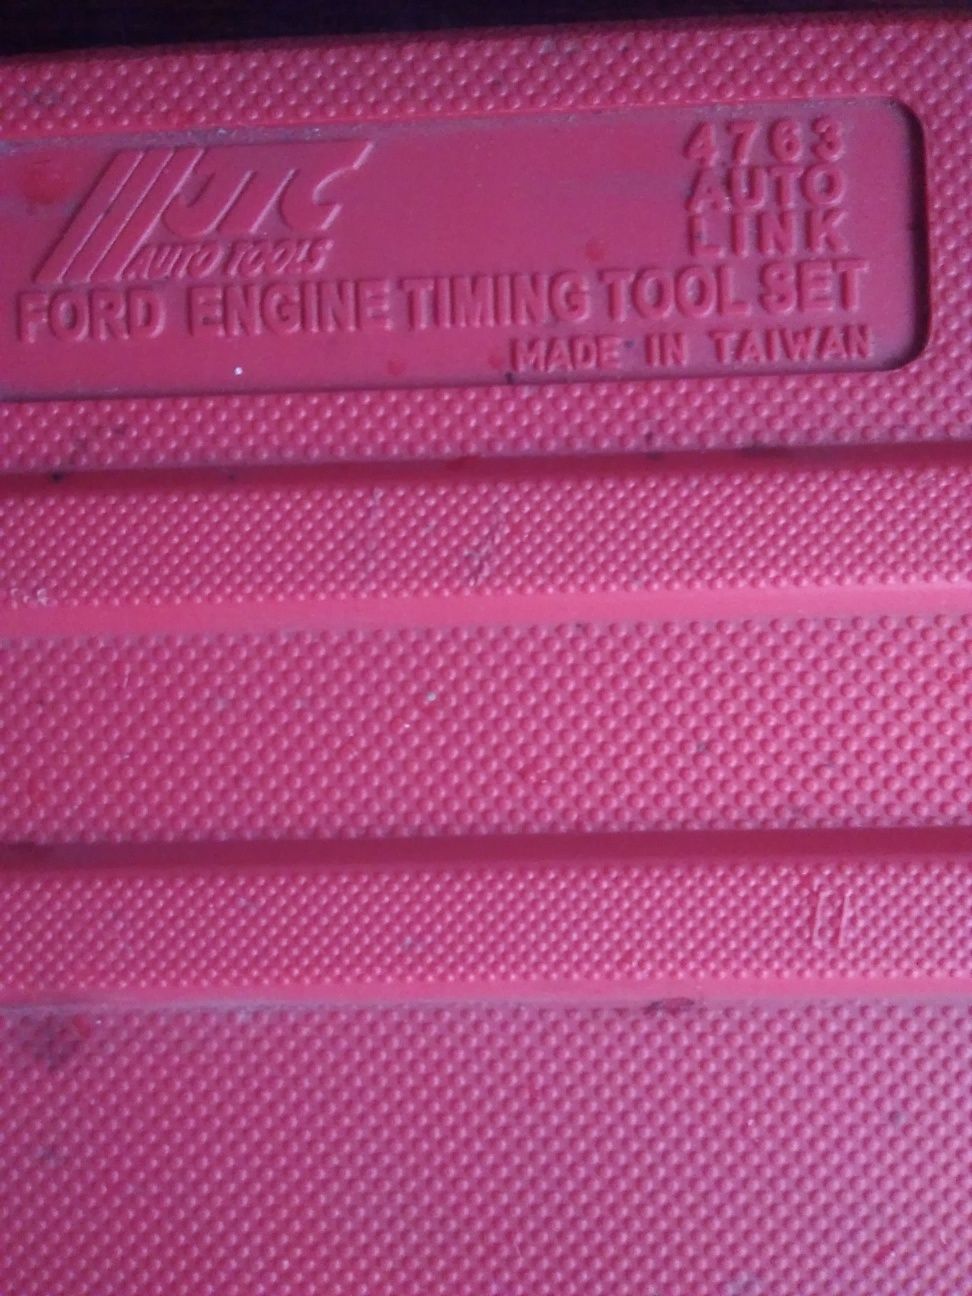 JTC
AUTO TOOLS
4763
AUTO
LINK
FORD ENGINE TIMING TOOL SET
MADE IN TAIWAN